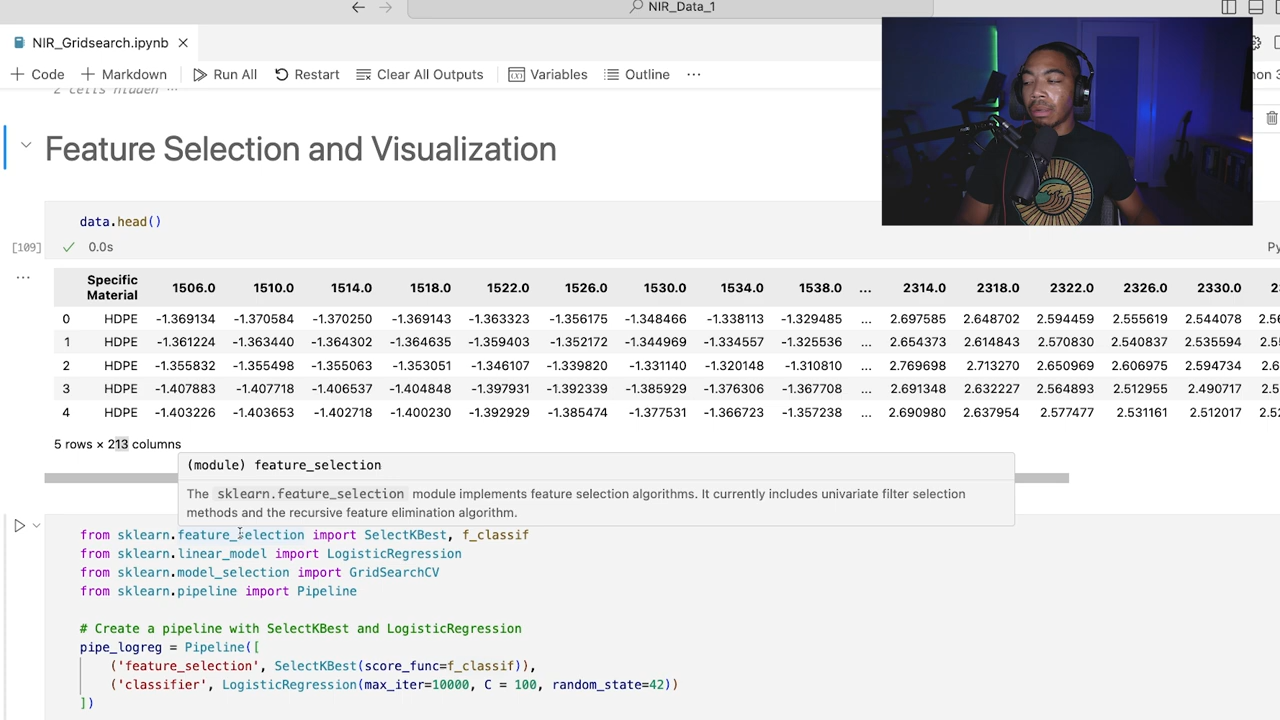 NIR_Data_1
NIR_Gridsearch.ipynb
Code Markdown Run All Restart Clear All Outputs Variables Outline ...
2 cells hidden ...
Feature Selection and Visualization
data.head()
[109] 0.0s
Specific Material 1506.0 1510.0 1514.0 1518.0 1522.0 1526.0 1530.0 1534.0 1538.0 ... 2314.0 2318.0 2322.0 2326.0 2330.0
0 HDPE -1.369134 -1.370584 -1.370250 -1.369143 -1.363323 -1.356175 -1.348466 -1.338113 -1.329485 ... 2.697585 2.648702 2.594459 2.555619 2.544078
1 HDPE -1.361224 -1.363440 -1.364302 -1.364635 -1.359403 -1.352172 -1.344969 -1.334557 -1.325536 ... 2.654373 2.614843 2.570830 2.540837 2.535594
2 HDPE -1.355832 -1.355498 -1.355063 -1.353051 -1.346107 -1.339820 -1.331140 -1.320148 -1.310810 ... 2.769698 2.713270 2.650969 2.606975 2.594734
3 HDPE -1.407883 -1.407718 -1.406537 -1.404848 -1.397931 -1.392339 -1.385929 -1.376306 -1.367708 ... 2.691348 2.632227 2.564893 2.512955 2.490717
4 HDPE -1.403226 -1.403653 -1.402718 -1.400230 -1.392929 -1.385474 -1.377531 -1.366723 -1.357238 ... 2.690980 2.637954 2.577477 2.531161 2.512017
5 rows × 213 columns
(module) feature_selection
The sklearn.feature_selection module implements feature selection algorithms. It currently includes univariate filter selection
methods and the recursive feature elimination algorithm.
from sklearn.feature_selection import SelectKBest, f_classif
from sklearn.linear_model import LogisticRegression
from sklearn.model_selection import GridSearchCV
from sklearn.pipeline import Pipeline
# Create a pipeline with SelectKBest and LogisticRegression
pipe_logreg = Pipeline([
('feature_selection', SelectKBest(score_func=f_classif)),
('classifier', LogisticRegression(max_iter=10000, C = 100, random_state=42))
])